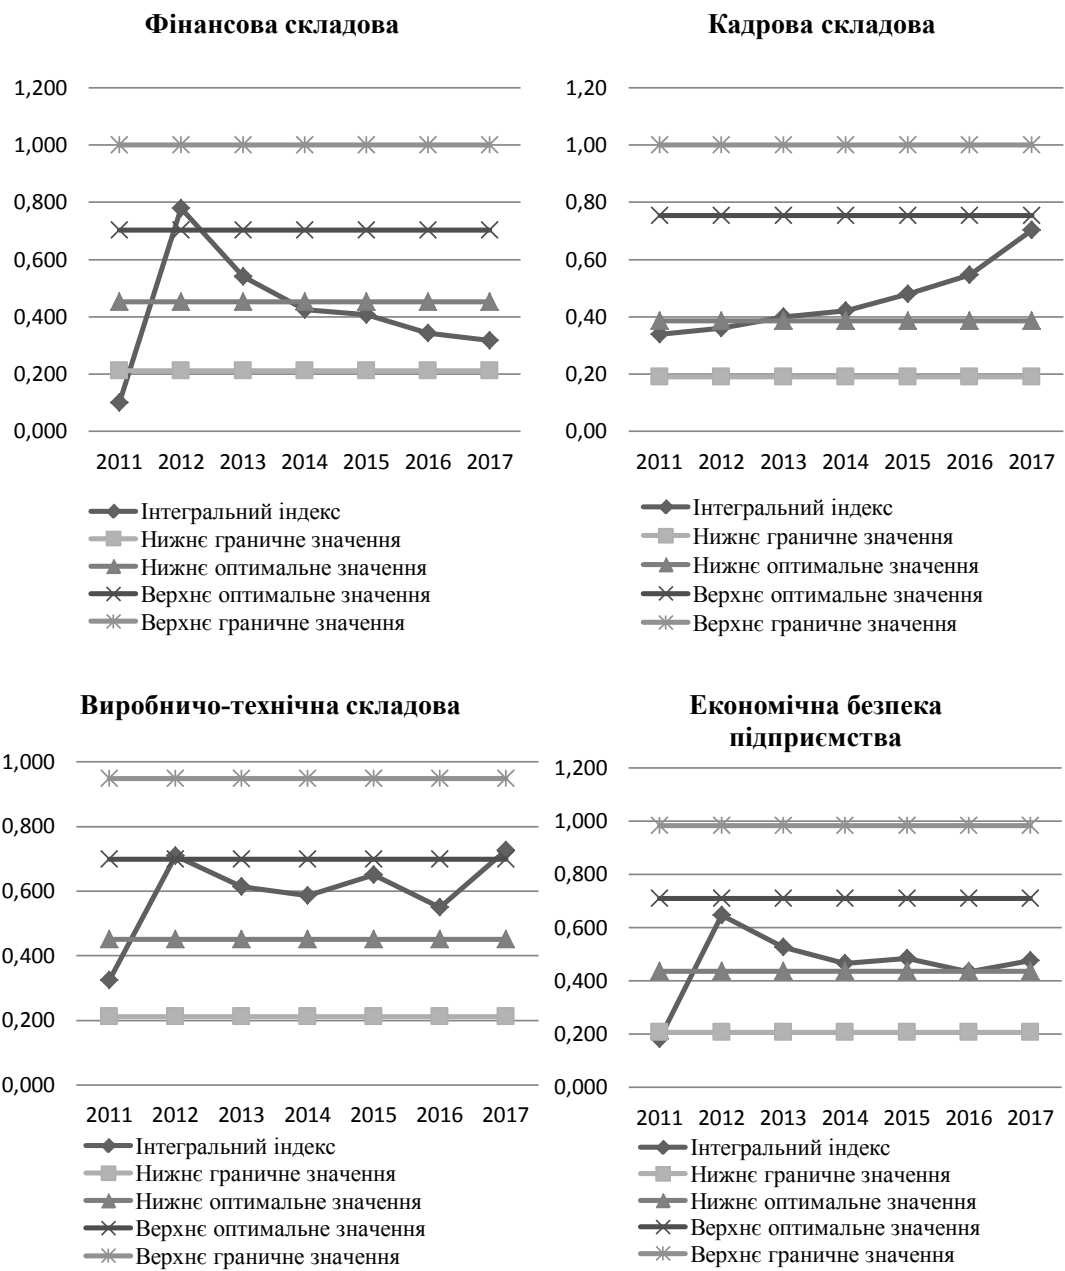 Фінансова складова
1,200
1,000
0,800
0,600
0,400
0,200
0,000
2011 2012 2013 2014 2015 2016 2017
Інтегральний індекс
Нижнє граничне значення
Нижнє оптимальне значення
Верхнє оптимальне значення
Верхнє граничне значення
Кадрова складова
1,20
1,00
0,80
0,60
0,40
0,20
0,00
2011 2012 2013 2014 2015 2016 2017
Інтегральний індекс
Нижнє граничне значення
Нижнє оптимальне значення
Верхнє оптимальне значення
Верхнє граничне значення
Виробничо-технічна складова
1,000
0,800
0,600
0,400
0,200
0,000
2011 2012 2013 2014 2015 2016 2017
Інтегральний індекс
Нижнє граничне значення
Нижнє оптимальне значення
Верхнє оптимальне значення
Верхнє граничне значення
Економічна безпека
підприємства
1,200
1,000
0,800
0,600
0,400
0,200
0,000
2011 2012 2013 2014 2015 2016 2017
Інтегральний індекс
Нижнє граничне значення
Нижнє оптимальне значення
Верхнє оптимальне значення
Верхнє граничне значення